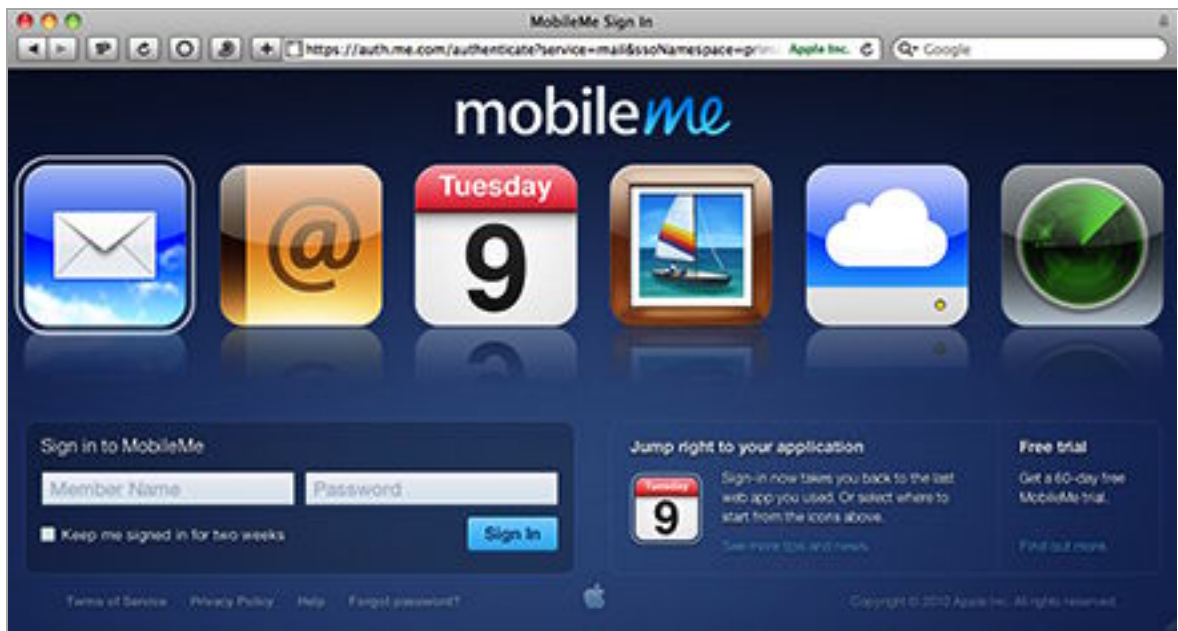 MobileMe Sign In
https://auth.me.com/authenticate?service=mail&ssoNamespace=prim Apple Inc. Google
mobileme
Tuesday
9
@
Sign in to MobileMe
Member Name Password
Keep me signed in for two weeks Sign In
Jump right to your application
Tuesday
9
Sign-in now takes you back to the last
web app you used. Or select where to
start from the icons above.
See more tips and news.
Free trial
Get a 60-day free
MobileMe trial.
Find out more.
Terms of Service Privacy Policy Help Forgot password?
Copyright © 2010 Apple Inc. All rights reserved.